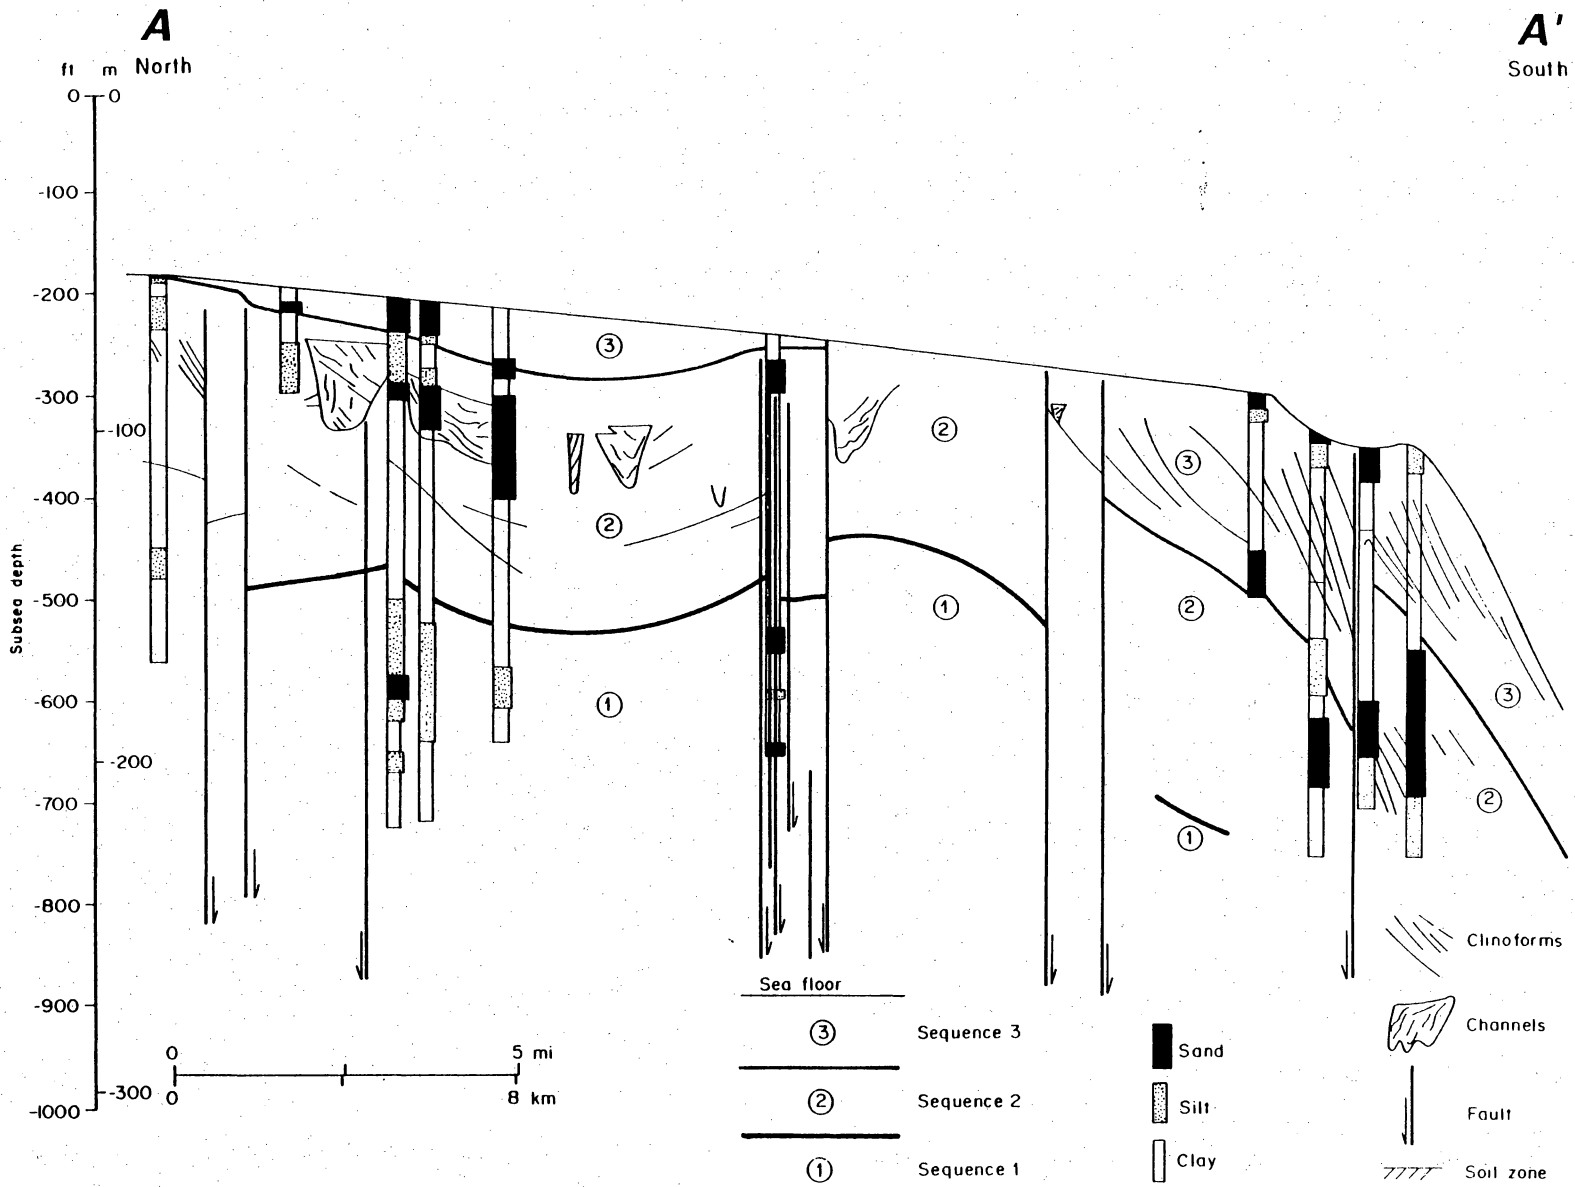 A
A'
ft m North
South
0 0
-100
-200
-300
-100
-400
-500
-600
-200
-700
-800
-900
-300
-1000
Subsea depth
3
2
3
2
1
2
1
3
2
1
2
1
0 5 mi
0 8 km
Sea floor
3 Sequence 3
2 Sequence 2
1 Sequence 1
Sand
Silt
Clay
Clinoforms
Channels
Fault
Soil zone